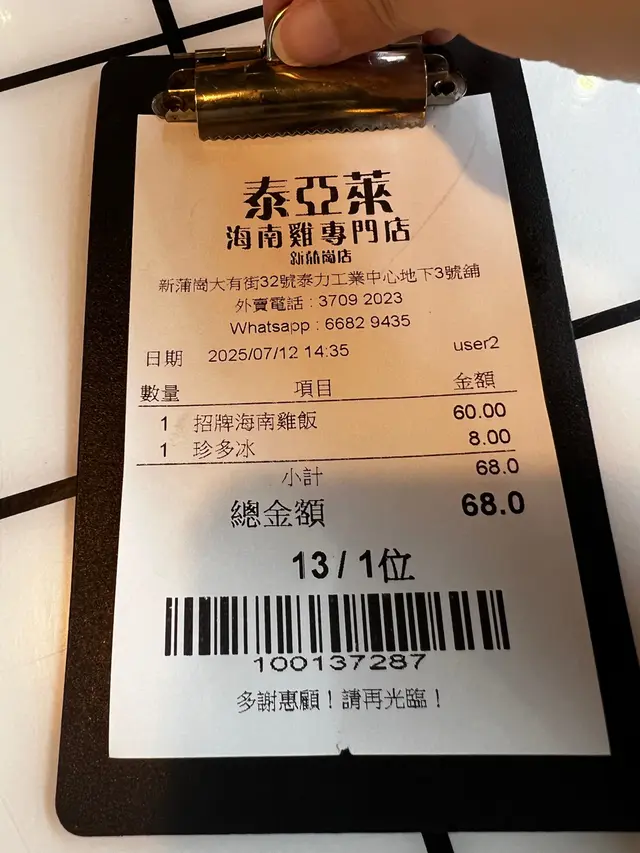 泰亞萊
海南雞專門店
新蒲崗店
新蒲崗大有街32號泰力工業中心地下3號舖
外賣電話 : 3709 2023
Whatsapp : 6682 9435
日期 2025/07/12 14:35 user2
數量 項目 金額
1 招牌海南雞飯 60.00
1 珍多冰 8.00
小計 68.0
總金額 68.0
13 / 1位
100137287
多謝惠顧！請再光臨！